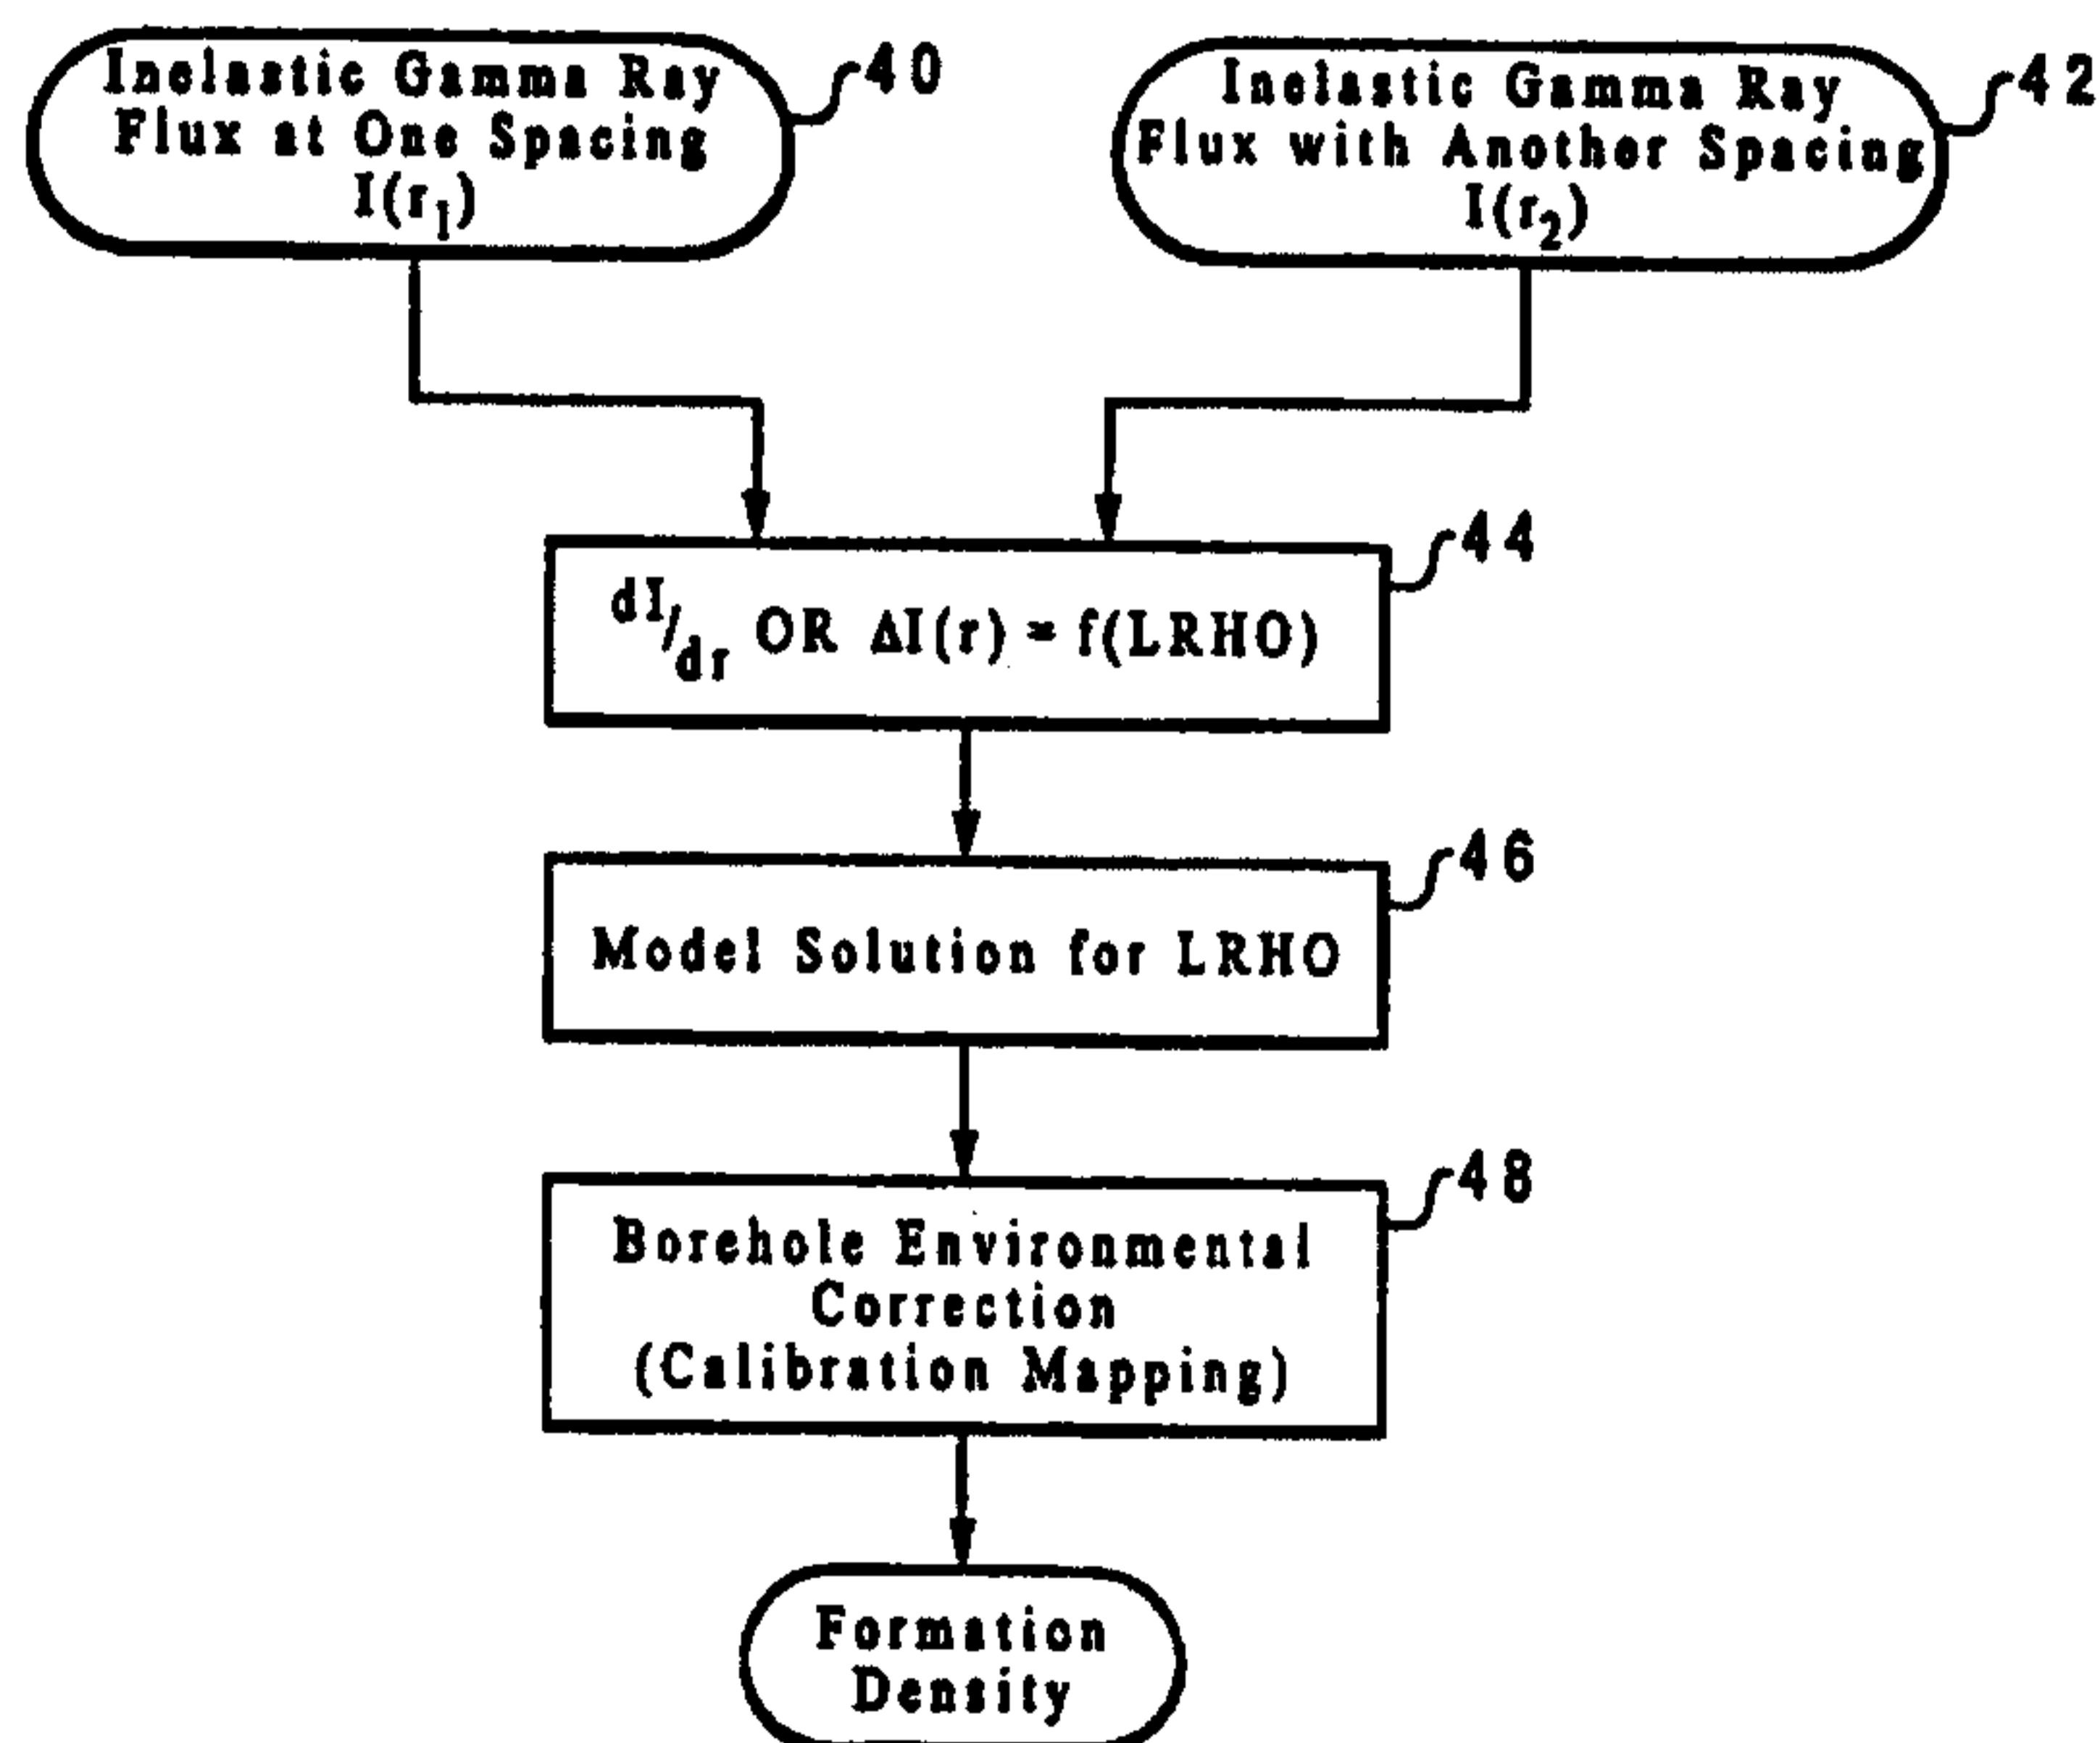 Inelastic Gamma Ray
Flux at One Spacing
I(r₁)
40
Inelastic Gamma Ray
Flux with Another Spacing
I(r₂)
42
dI/dr OR ΔI(r) = f(LRHO)
44
Model Solution for LRHO
46
Borehole Environmental
Correction
(Calibration Mapping)
48
Formation
Density